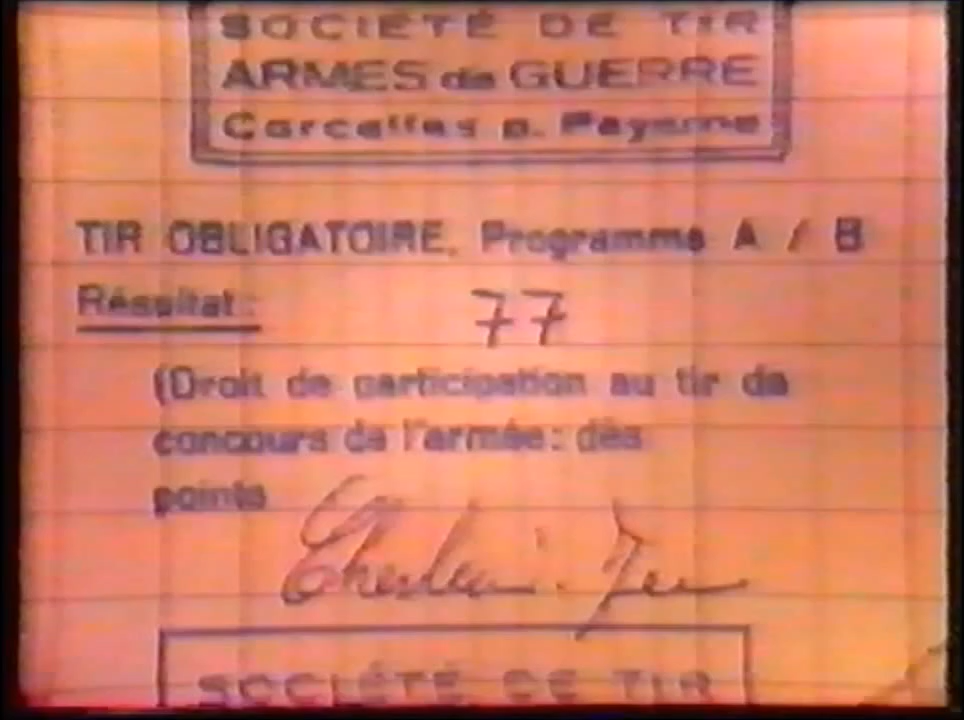 SOCIÉTÉ DE TIR
ARMES de GUERRE
Corcelles p. Payerne
TIR OBLIGATOIRE, Programme A / B
Résultat:
77
(Droit de participation au tir de
concours de l'armée: dès
points
SOCIÉTÉ DE TIR